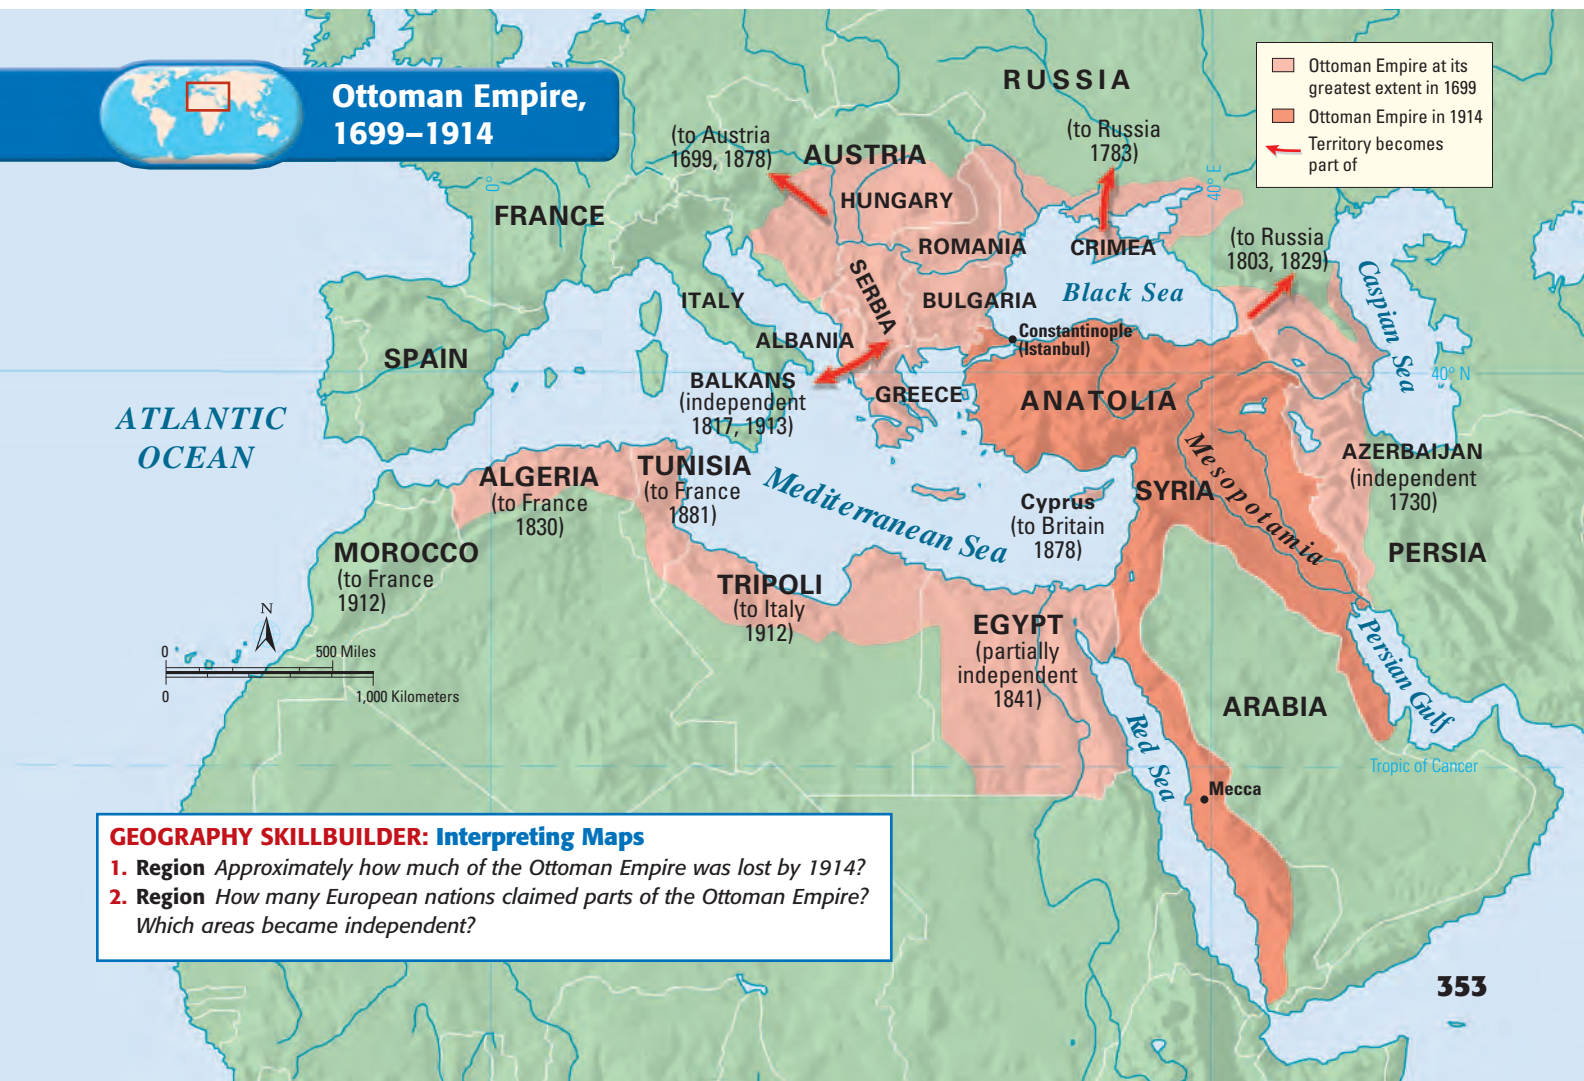 Ottoman Empire,
1699–1914
Ottoman Empire at its
greatest extent in 1699
Ottoman Empire in 1914
Territory becomes
part of
RUSSIA
(to Austria
1699, 1878)
AUSTRIA
(to Russia
1783)
0°
40° E
HUNGARY
FRANCE
ROMANIA
CRIMEA
(to Russia
1803, 1829)
SERBIA
ITALY
BULGARIA
Black Sea
Caspian Sea
ALBANIA
Constantinople
(Istanbul)
SPAIN
BALKANS
(independent
1817, 1913)
GREECE
ANATOLIA
40° N
ATLANTIC
OCEAN
Mesopotamia
AZERBAIJAN
(independent
1730)
ALGERIA
(to France
1830)
TUNISIA
(to France
1881)
Mediterranean Sea
Cyprus
(to Britain
1878)
SYRIA
MOROCCO
(to France
1912)
PERSIA
TRIPOLI
(to Italy
1912)
EGYPT
(partially
independent
1841)
N
0
500 Miles
0
1,000 Kilometers
Persian Gulf
ARABIA
Red Sea
Tropic of Cancer
Mecca
GEOGRAPHY SKILLBUILDER: Interpreting Maps
1. Region Approximately how much of the Ottoman Empire was lost by 1914?
2. Region How many European nations claimed parts of the Ottoman Empire?
Which areas became independent?
353